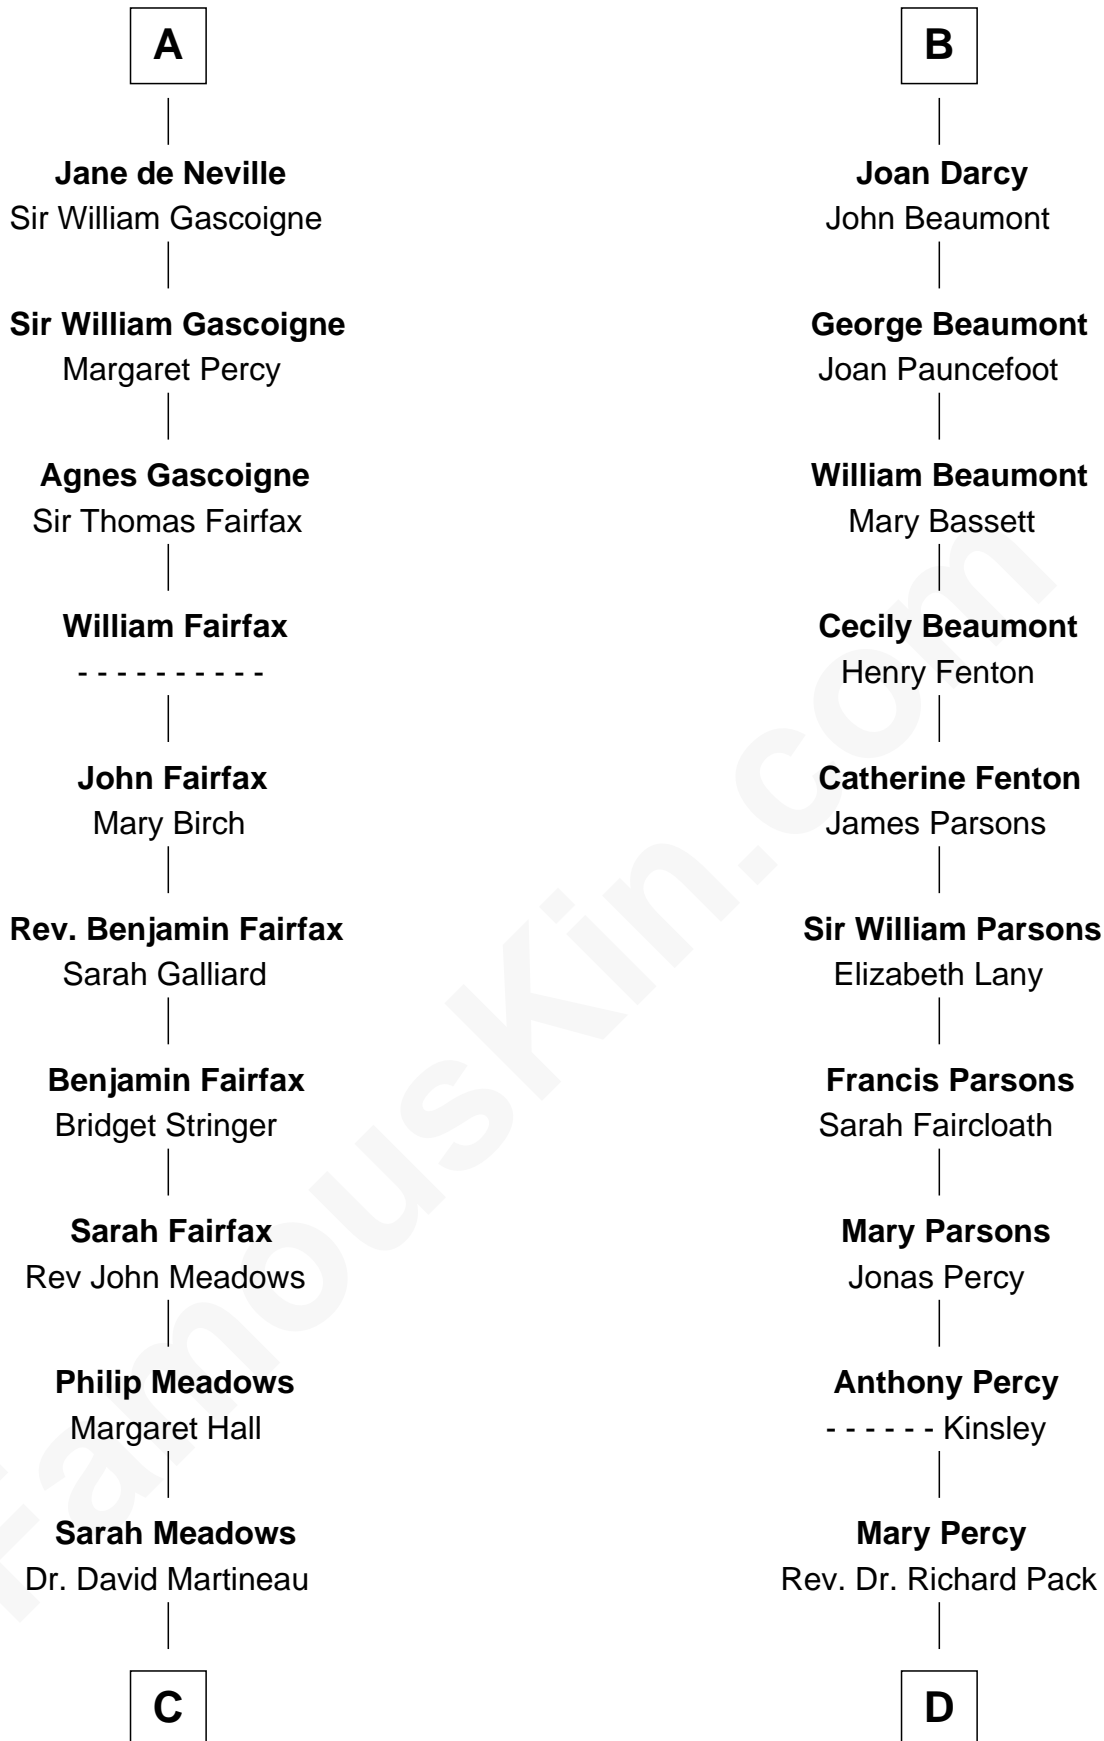 A
Jane de Neville
Sir William Gascoigne
Sir William Gascoigne
Margaret Percy
Agnes Gascoigne
Sir Thomas Fairfax
William Fairfax
- - - - - - - - - -
John Fairfax
Mary Birch
Rev. Benjamin Fairfax
Sarah Galliard
Benjamin Fairfax
Bridget Stringer
Sarah Fairfax
Rev John Meadows
Philip Meadows
Margaret Hall
Sarah Meadows
Dr. David Martineau
C
B
Joan Darcy
John Beaumont
George Beaumont
Joan Pauncefoot
William Beaumont
Mary Bassett
Cecily Beaumont
Henry Fenton
Catherine Fenton
James Parsons
Sir William Parsons
Elizabeth Lany
Francis Parsons
Sarah Faircloath
Mary Parsons
Jonas Percy
Anthony Percy
- - - - - - Kinsley
Mary Percy
Rev. Dr. Richard Pack
D
FamousKin.com